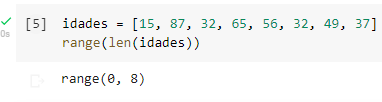 [5] idades = [15, 87, 32, 65, 56, 32, 49, 37]
0s
range(len(idades))
range(0, 8)